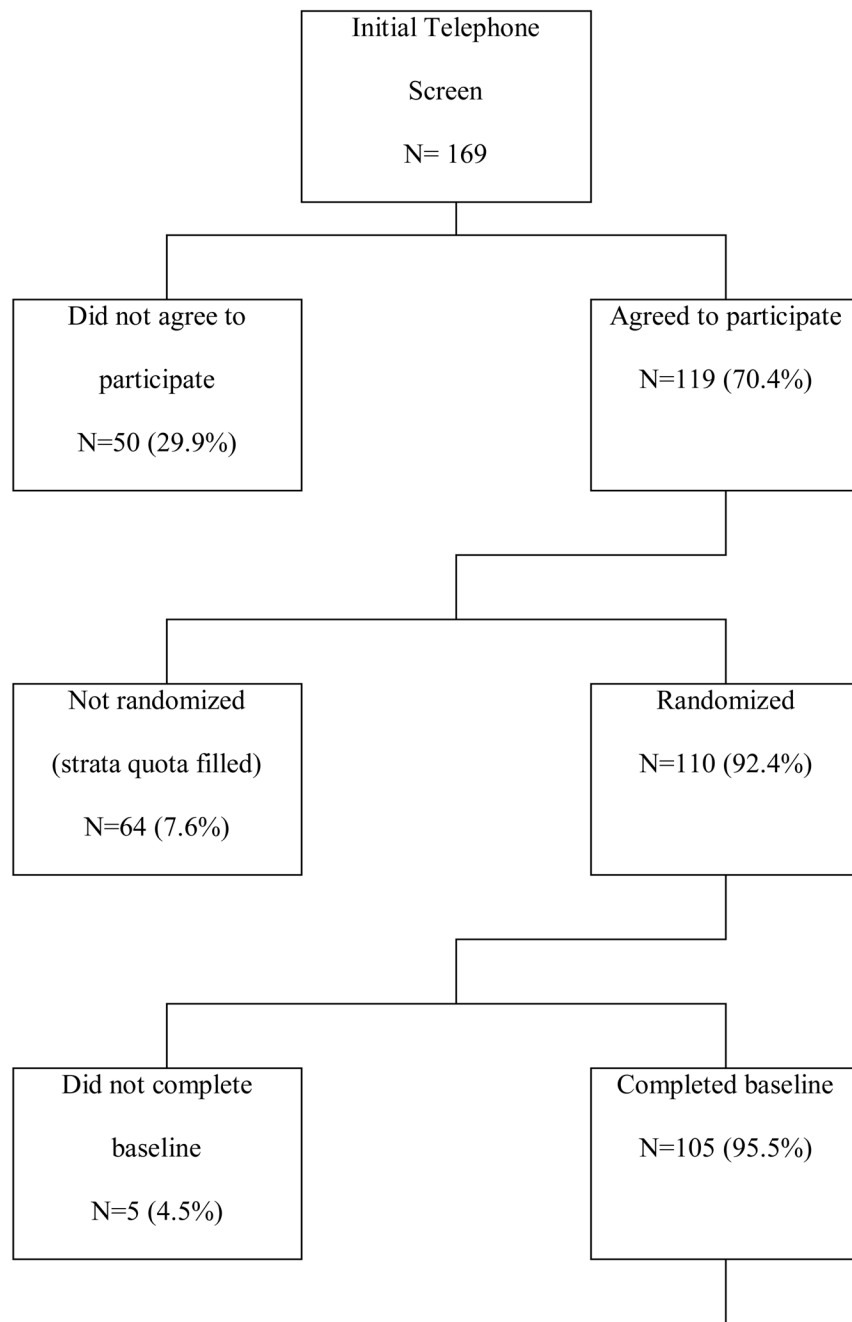 Initial Telephone
Screen
N= 169
Did not agree to
participate
N=50 (29.9%)
Agreed to participate
N=119 (70.4%)
Not randomized
(strata quota filled)
N=64 (7.6%)
Randomized
N=110 (92.4%)
Did not complete
baseline
N=5 (4.5%)
Completed baseline
N=105 (95.5%)